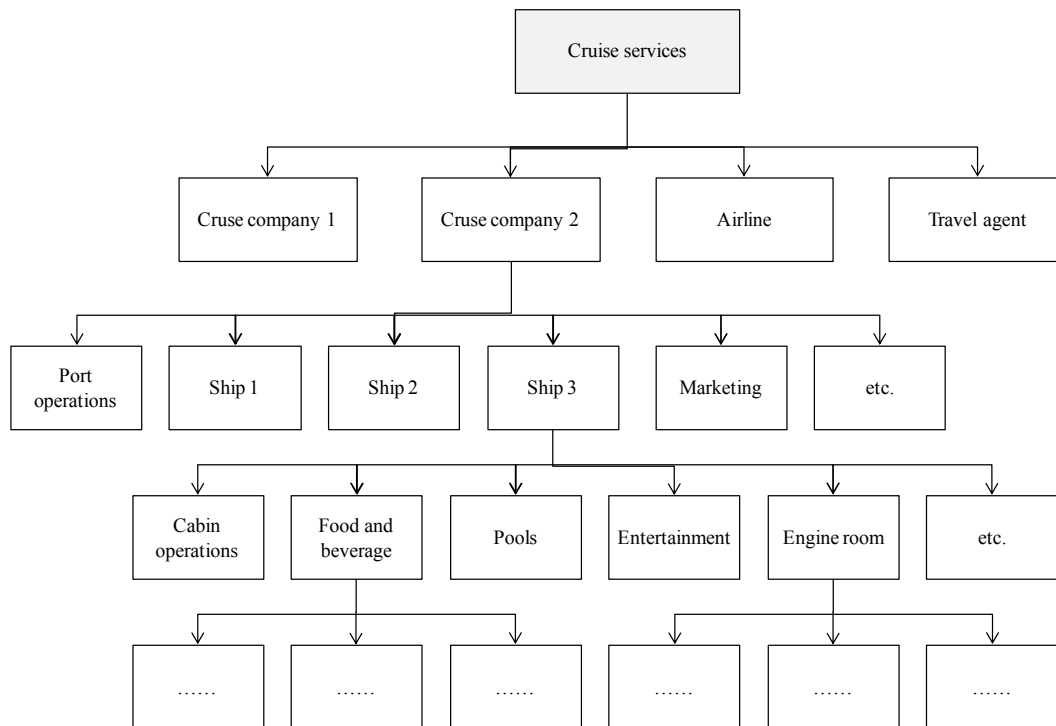 Cruise services
Cruse company 1
Cruse company 2
Airline
Travel agent
Port
operations
Ship 1
Ship 2
Ship 3
Marketing
etc.
Cabin
operations
Food and
beverage
Pools
Entertainment
Engine room
etc.
……
……
……
……
……
……